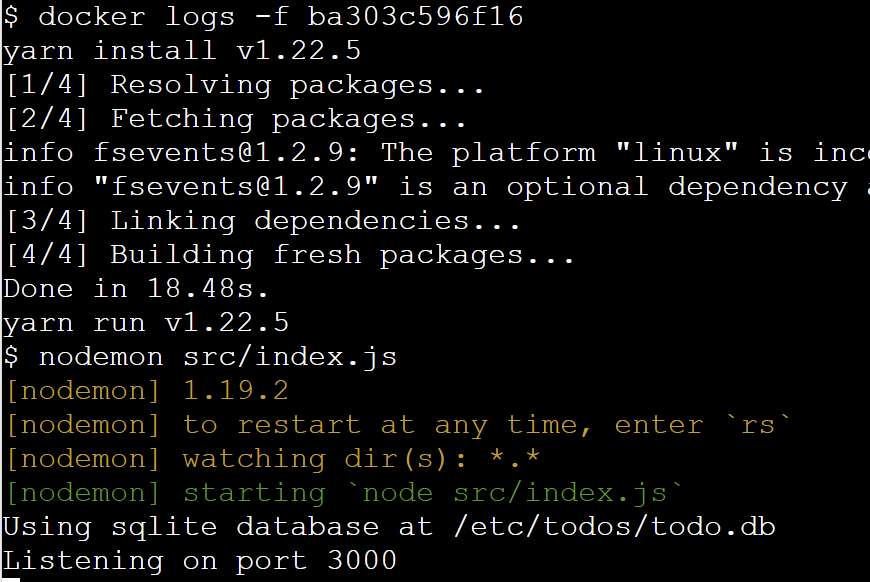 $ docker logs -f ba303c596f16
yarn install v1.22.5
[1/4] Resolving packages...
[2/4] Fetching packages...
info fsevents@1.2.9: The platform "linux" is
info "fsevents@1.2.9" is an optional dependency
[3/4] Linking dependencies...
[4/4] Building fresh packages...
Done in 18.48s.
yarn run v1.22.5
$ nodemon src/index.js
[nodemon] 1.19.2
[nodemon] to restart at any time, enter `rs`
[nodemon] watching dir(s): *.*
[nodemon] starting `node src/index.js`
Using sqlite database at /etc/todos/todo.db
Listening on port 3000